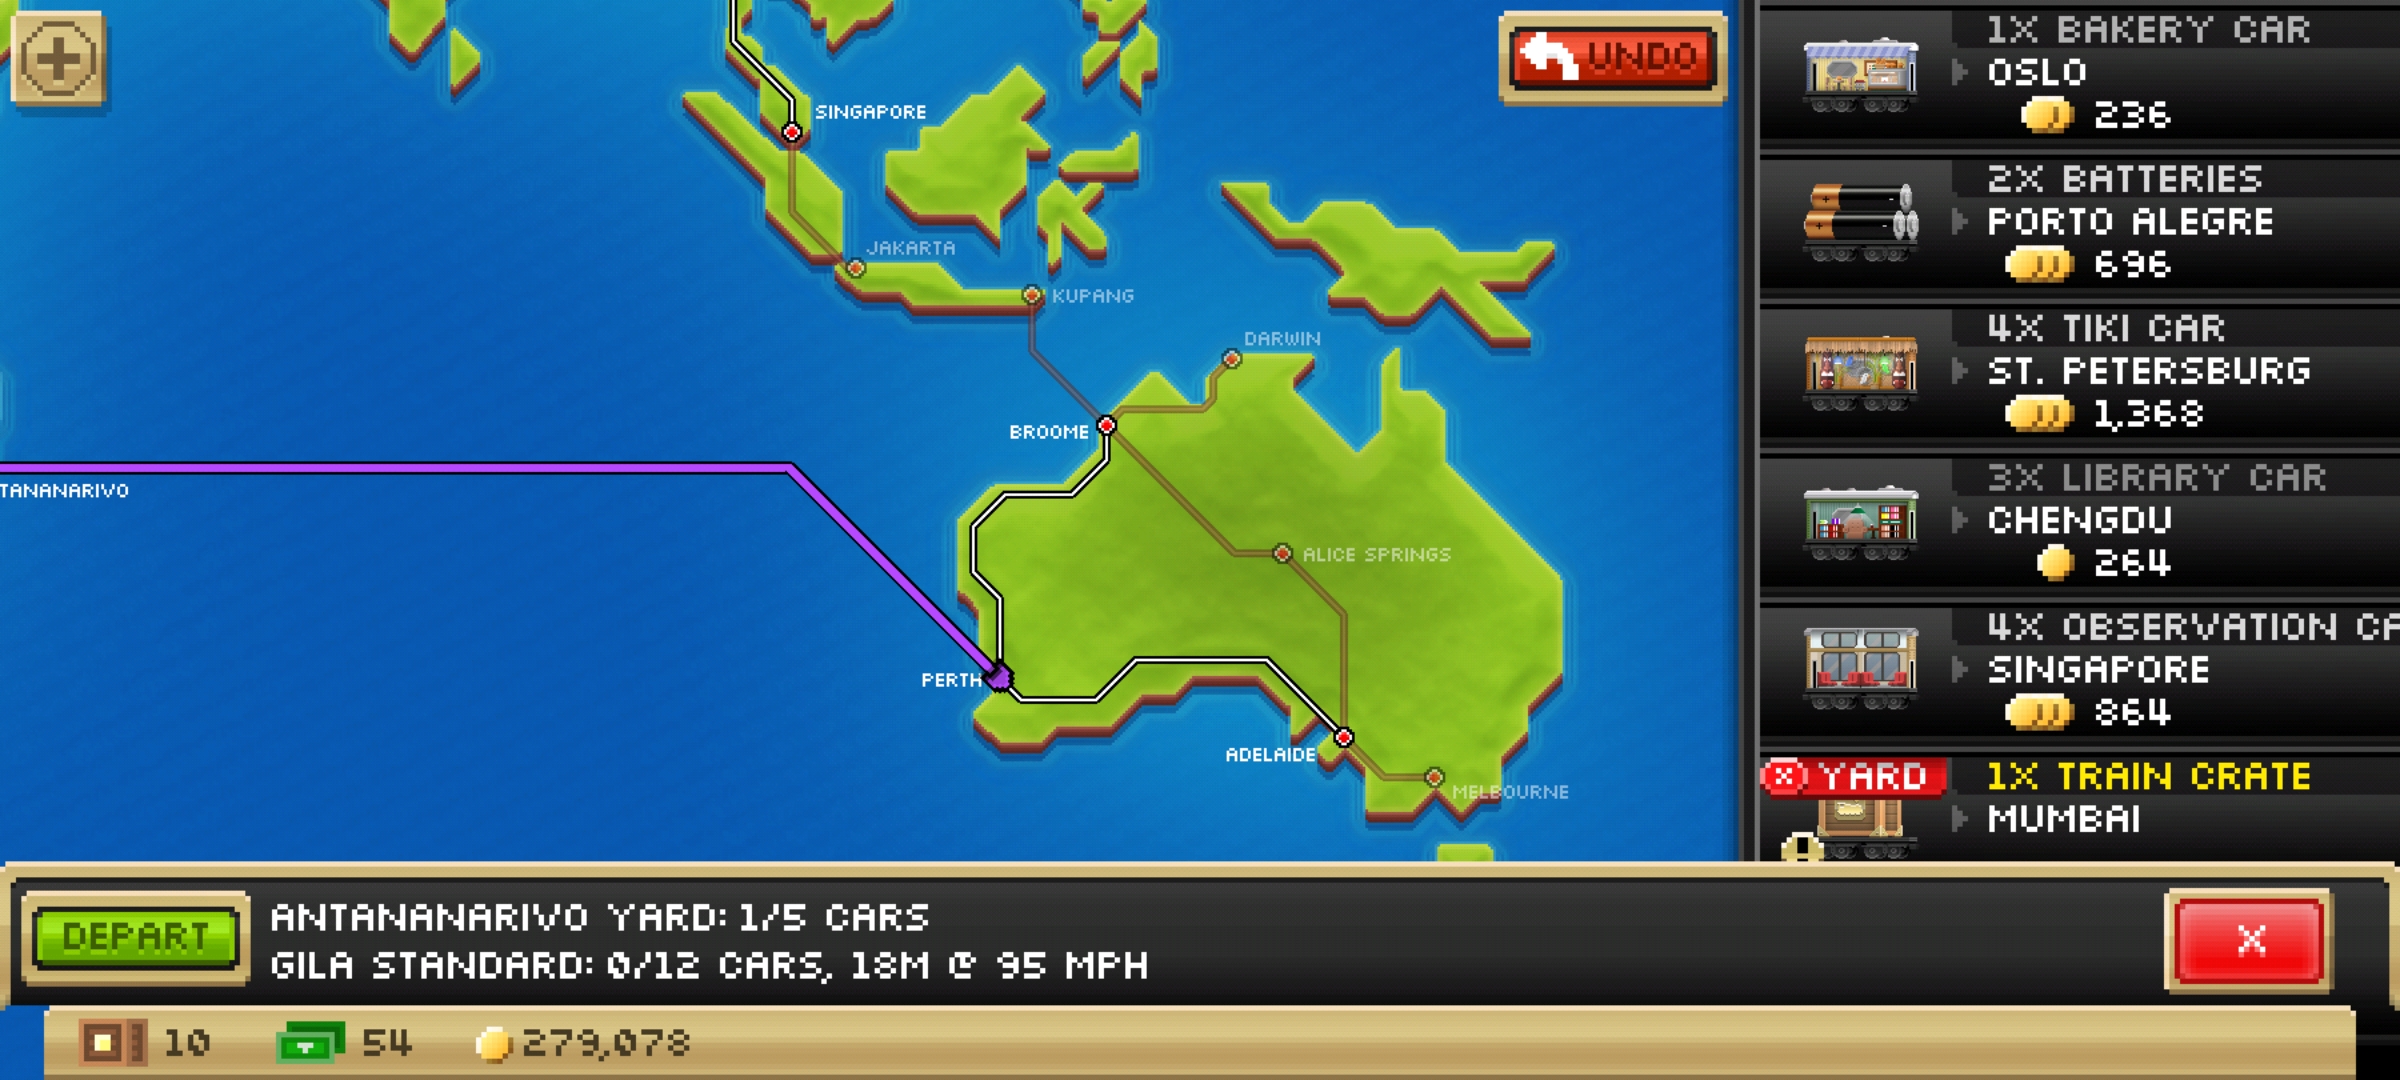 UNDO
SINGAPORE
JAKARTA
KUPANG
DARWIN
BROOME
TANANARIVO
ALICE SPRINGS
PERTH
ADELAIDE
MELBOURNE
1X BAKERY CAR
OSLO
236
2X BATTERIES
PORTO ALEGRE
696
4X TIKI CAR
ST. PETERSBURG
1,368
3X LIBRARY CAR
CHENGDU
264
4X OBSERVATION CA
SINGAPORE
864
X YARD
1X TRAIN CRATE
MUMBAI
DEPART
ANTANANARIVO YARD: 1/5 CARS
GILA STANDARD: 0/12 CARS, 18M @ 95 MPH
X
10
54
279,078